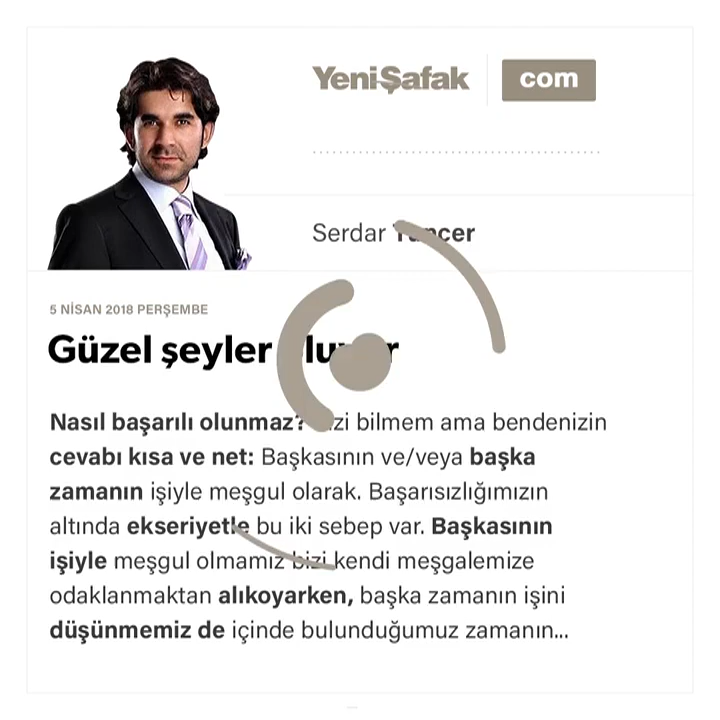 YeniŞafak com
Serdar Tuncer
5 NİSAN 2018 PERŞEMBE
Güzel şeyler
Nasıl başarılı olunmaz? bilmem ama bendenizin
cevabı kısa ve net: Başkasının ve/veya başka
zamanın işiyle meşgul olarak. Başarısızlığımızın
altında ekseriyetle bu iki sebep var. Başkasının
işiyle meşgul olmamız bizi kendi meşgalemize
odaklanmaktan alıkoyarken, başka zamanın işini
düşünmemiz de içinde bulunduğumuz zamanın...